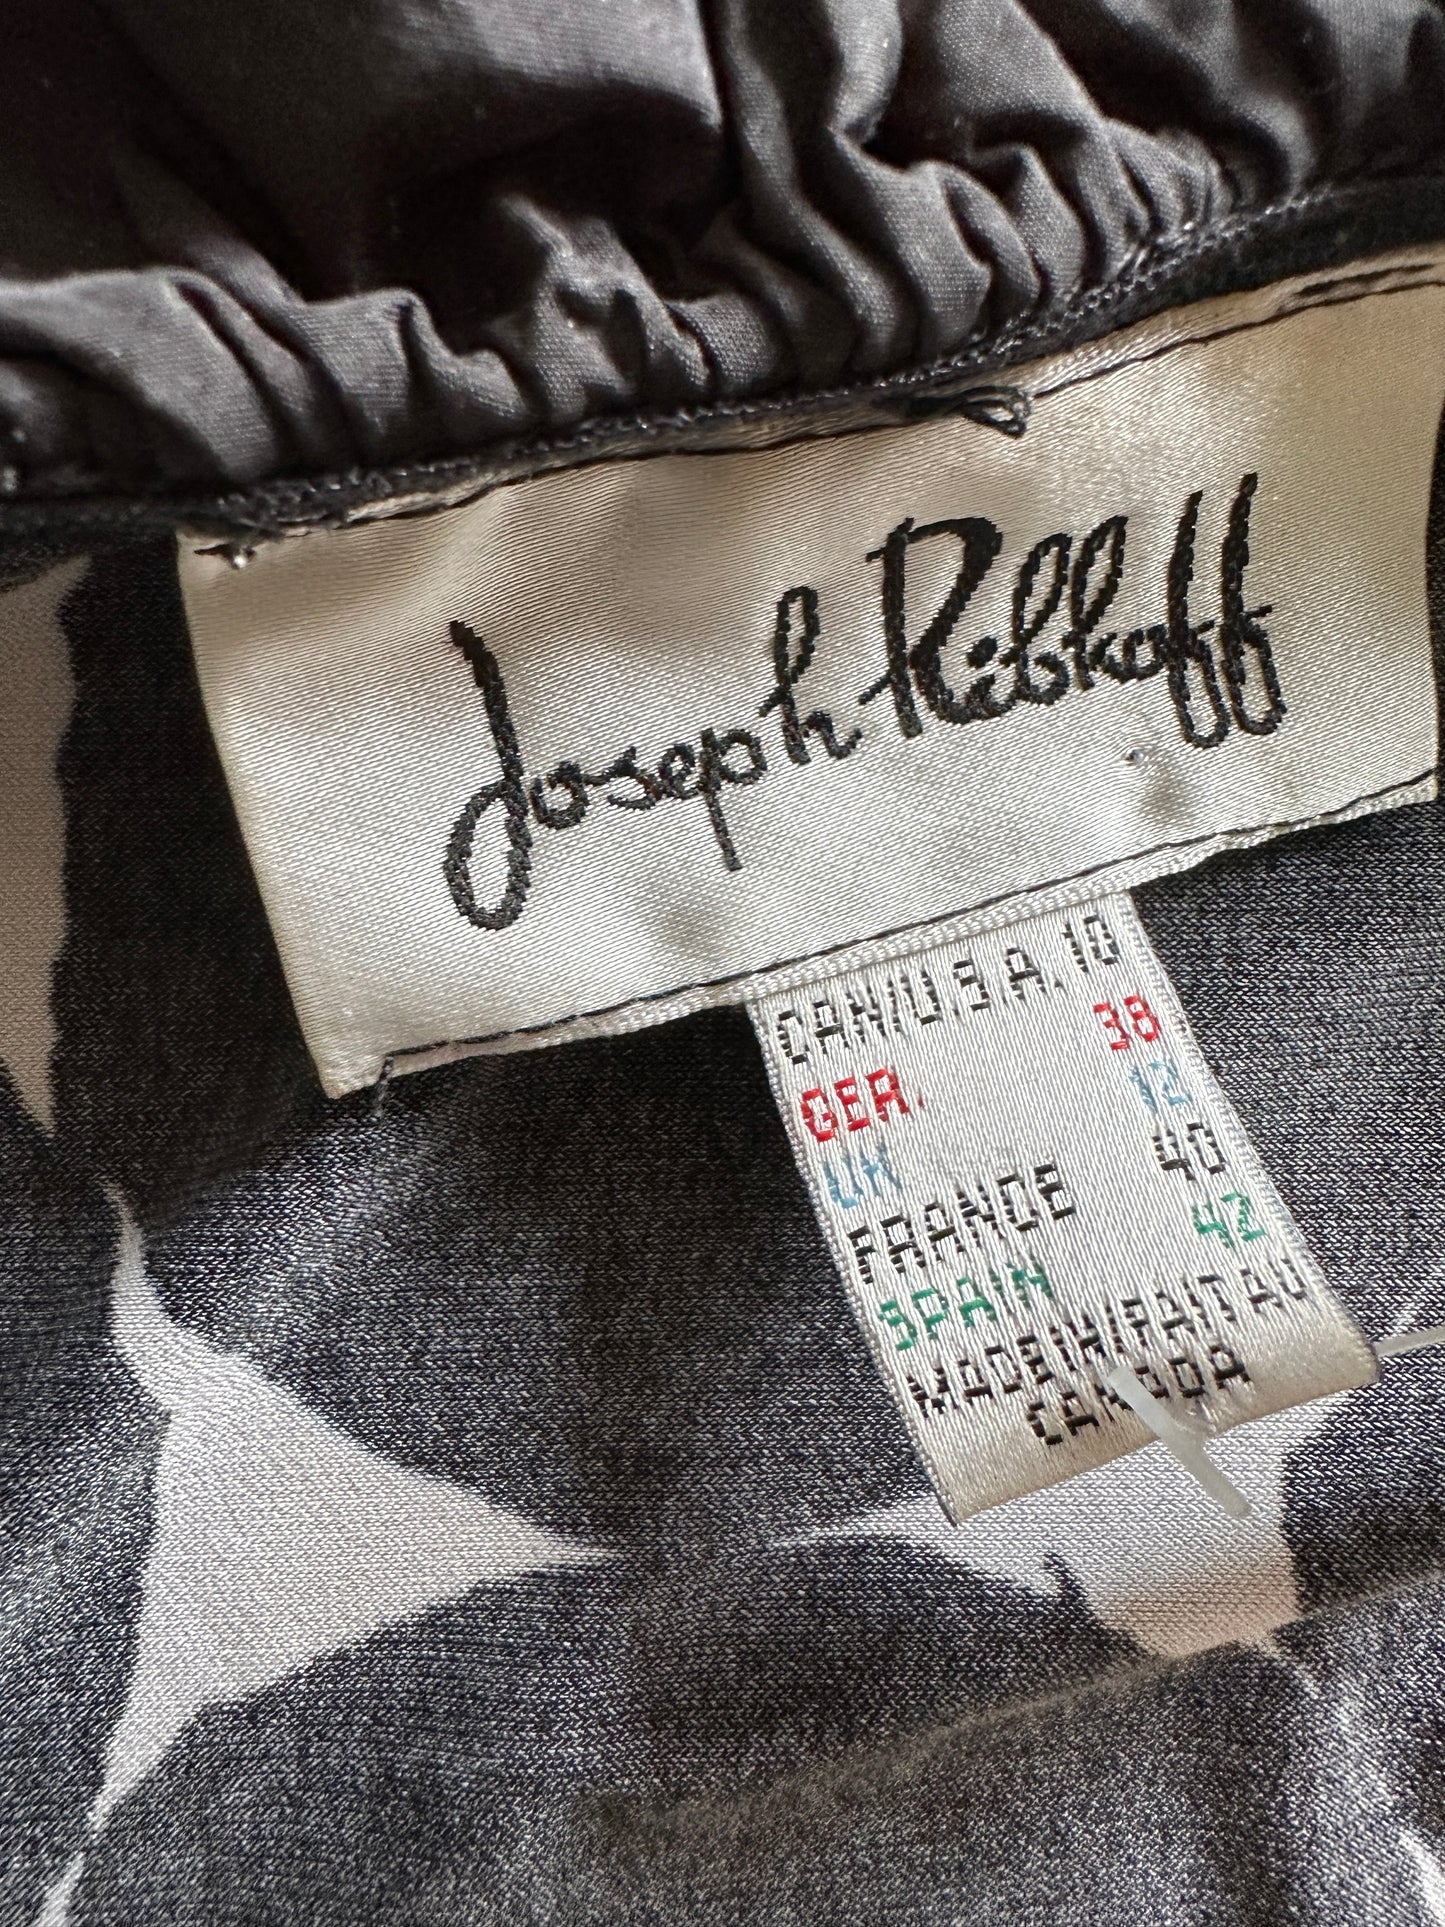 Joseph Ribkoff
CAN/U.S.A. 10
GER. 38
UK 12
FRANCE 40
SPAIN 42
MADE IN/FAIT AU
CANADA